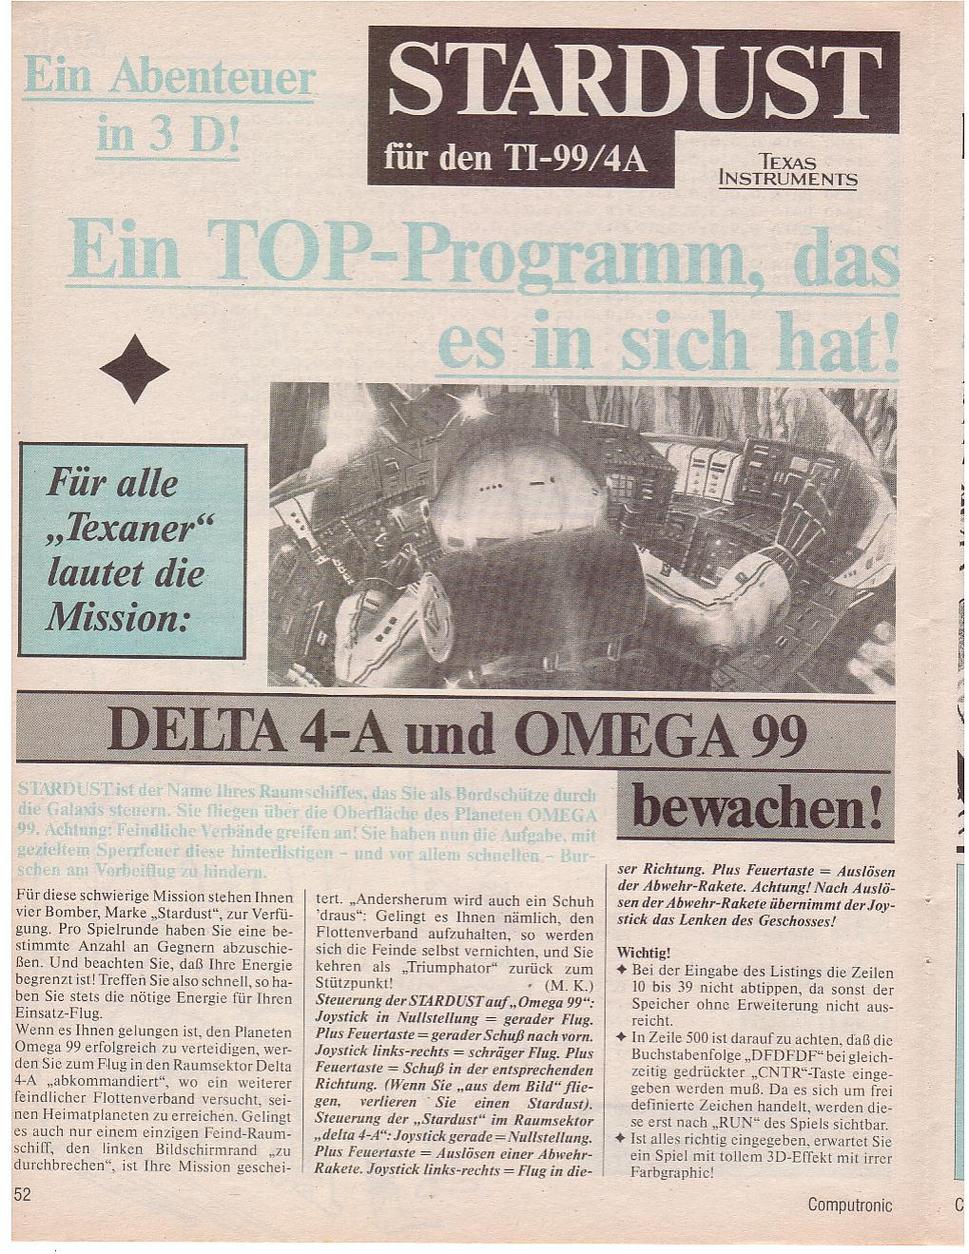 Ein Abenteuer
in 3 D!
STARDUST
für den TI-99/4A
TEXAS
INSTRUMENTS
Ein TOP-Programm, das
es in sich hat!
Für alle
„Texaner“
lautet die
Mission:
DELTA 4-A und OMEGA 99
bewachen!
STARDUST ist der Name Ihres Raumschiffes, das Sie als Bordschütze durch
die Galaxis steuern. Sie fliegen über die Oberfläche des Planeten OMEGA
99. Achtung: Feindliche Verbände greifen an! Sie haben nun die Aufgabe, mit
gezieltem Sperrfeuer diese hinterlistigen – und vor allem schnellen – Bur-
schen am Vorbeiflug zu hindern.
Für diese schwierige Mission stehen Ihnen
vier Bomber, Marke „Stardust“, zur Verfü-
gung. Pro Spielrunde haben Sie eine be-
stimmte Anzahl an Gegnern abzuschie-
ßen. Und beachten Sie, daß Ihre Energie
begrenzt ist! Treffen Sie also schnell, so ha-
ben Sie stets die nötige Energie für Ihren
Einsatz-Flug.
Wenn es Ihnen gelungen ist, den Planeten
Omega 99 erfolgreich zu verteidigen, wer-
den Sie zum Flug in den Raumsektor Delta
4-A „abkommandiert“, wo ein weiterer
feindlicher Flottenverband versucht, sei-
nen Heimatplaneten zu erreichen. Gelingt
es auch nur einem einzigen Feind-Raum-
schiff, den linken Bildschirmrand „zu
durchbrechen“, ist Ihre Mission geschei-
tert. „Andersherum wird auch ein Schuh
'draus“: Gelingt es Ihnen nämlich, den
Flottenverband aufzuhalten, so werden
sich die Feinde selbst vernichten, und Sie
kehren als „Triumphator“ zurück zum
Stützpunkt! (M. K.)
Steuerung der STARDUST auf „Omega 99“:
Joystick in Nullstellung = gerader Flug.
Plus Feuertaste = gerader Schuß nach vorn.
Joystick links-rechts = schräger Flug. Plus
Feuertaste = Schuß in der entsprechenden
Richtung. (Wenn Sie „aus dem Bild“ flie-
gen, verlieren Sie einen Stardust).
Steuerung der „Stardust“ im Raumsektor
„delta 4-A“: Joystick gerade = Nullstellung.
Plus Feuertaste = Auslösen einer Abwehr-
Rakete. Joystick links-rechts = Flug in die-
ser Richtung. Plus Feuertaste = Auslösen
der Abwehr-Rakete. Achtung! Nach Auslö-
sen der Abwehr-Rakete übernimmt der Joy-
stick das Lenken des Geschosses!
Wichtig!
✦ Bei der Eingabe des Listings die Zeilen
10 bis 39 nicht abtippen, da sonst der
Speicher ohne Erweiterung nicht aus-
reicht.
✦ In Zeile 500 ist darauf zu achten, daß die
Buchstabenfolge „DFDFDF“ bei gleich-
zeitig gedrückter „CNTR“-Taste einge-
geben werden muß. Da es sich um frei
definierte Zeichen handelt, werden die-
se erst nach „RUN“ des Spiels sichtbar.
✦ Ist alles richtig eingegeben, erwartet Sie
ein Spiel mit tollem 3D-Effekt mit irrer
Farbgraphic!
52
Computronic
C